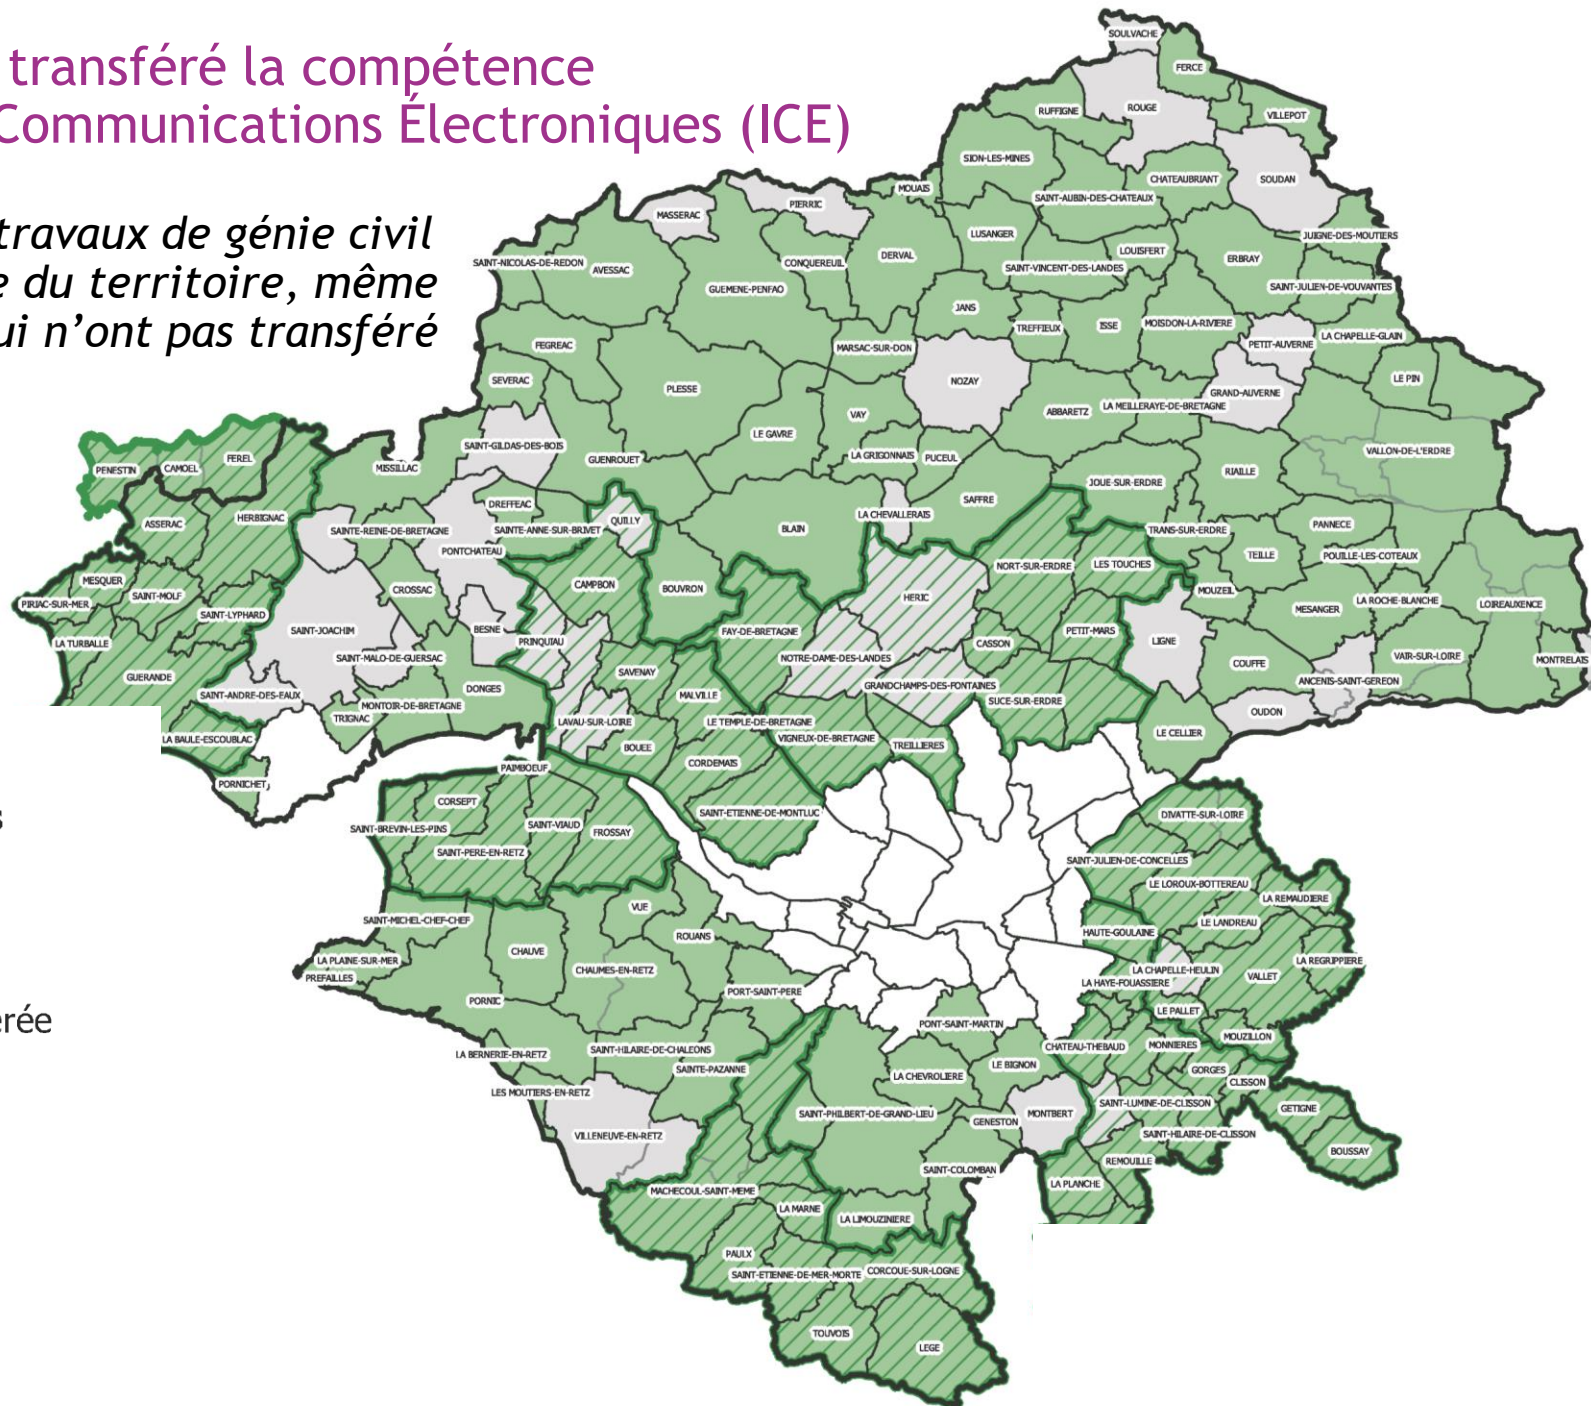 transféré la compétence
Communications Électroniques (ICE)
travaux de génie civil
e du territoire, même
ui n'ont pas transféré
s
érée
SOULVACHE
FERCE
ROUGE
RUFFIGNE
VILLEPOT
SION-LES-MINES
CHATEAUBRIANT
SOUDAN
MOUAIS
SAINT-AUBIN-DES-CHATEAUX
PIERRIC
MASSERAC
LUSANGER
JUIGNE-DES-MOUTIERS
LOUISFERT
DERVAL
ERBRAY
SAINT-NICOLAS-DE-REDON
AVESSAC
CONQUEREUIL
SAINT-VINCENT-DES-LANDES
GUEMENE-PENFAO
SAINT-JULIEN-DE-VOUVANTES
JANS
TREFFIEUX
ISSE
MOISDON-LA-RIVIERE
LA CHAPELLE-GLAIN
FEGREAC
MARSAC-SUR-DON
PETIT-AUVERNE
SEVERAC
NOZAY
LE PIN
PLESSE
GRAND-AUVERNE
VAY
ABBARETZ
LA MEILLERAYE-DE-BRETAGNE
LE GAVRE
SAINT-GILDAS-DES-BOIS
VALLON-DE-L'ERDRE
FEREL
LA GRIGONNAIS
PUCEUL
GUENROUET
PENESTIN
CAMOEL
MISSILLAC
RIAILLE
JOUE-SUR-ERDRE
SAFFRE
DREFFEAC
LA CHEVALLERAIS
HERBIGNAC
ASSERAC
QUILLY
PANNECE
SAINTE-REINE-DE-BRETAGNE
SAINTE-ANNE-SUR-BRIVET
BLAIN
TRANS-SUR-ERDRE
PONTCHATEAU
TEILLE
POUILLE-LES-COTEAUX
LES TOUCHES
NORT-SUR-ERDRE
MESQUER
CAMPBON
BOUVRON
CROSSAC
MOUZEIL
SAINT-MOLF
HERIC
LA ROCHE-BLANCHE
LOIREAUXENCE
PIRIAC-SUR-MER
MESANGER
SAINT-LYPHARD
SAINT-JOACHIM
BESNE
FAY-DE-BRETAGNE
PETIT-MARS
LA TURBALLE
PRINQUIAU
CASSON
LIGNE
SAINT-MALO-DE-GUERSAC
NOTRE-DAME-DES-LANDES
VAIR-SUR-LOIRE
MONTRELAIS
COUFFE
SAVENAY
GUERANDE
ANCENIS-SAINT-GEREON
DONGES
GRANDCHAMPS-DES-FONTAINES
SAINT-ANDRE-DES-EAUX
MALVILLE
SUCE-SUR-ERDRE
MONTOIR-DE-BRETAGNE
OUDON
TRIGNAC
LAVAU-SUR-LOIRE
LE TEMPLE-DE-BRETAGNE
LE CELLIER
LA BAULE-ESCOUBLAC
VIGNEUX-DE-BRETAGNE
TREILLIERES
BOUEE
CORDEMAIS
PAIMBOEUF
PORNICHET
CORSEPT
SAINT-ETIENNE-DE-MONTLUC
DIVATTE-SUR-LOIRE
SAINT-BREVIN-LES-PINS
SAINT-VIAUD
FROSSAY
SAINT-PERE-EN-RETZ
SAINT-JULIEN-DE-CONCELLES
LE LOROUX-BOTTEREAU
LA REMAUDIERE
VUE
SAINT-MICHEL-CHEF-CHEF
LE LANDREAU
HAUTE-GOULAINE
ROUANS
CHAUVE
LA PLAINE-SUR-MER
LA REGRIPPIERE
CHAUMES-EN-RETZ
LA CHAPELLE-HEULIN
PREFAILLES
VALLET
LA HAYE-FOUASSIERE
PORT-SAINT-PERE
PORNIC
LE PALLET
PONT-SAINT-MARTIN
MOUZILLON
CHATEAU-THEBAUD
MONNIERES
SAINT-HILAIRE-DE-CHALEONS
LA BERNERIE-EN-RETZ
LE BIGNON
SAINTE-PAZANNE
GORGES
LA CHEVROLIERE
CLISSON
LES MOUTIERS-EN-RETZ
SAINT-LUMINE-DE-CLISSON
GETIGNE
SAINT-PHILBERT-DE-GRAND-LIEU
MONTBERT
GENESTON
VILLENEUVE-EN-RETZ
SAINT-HILAIRE-DE-CLISSON
BOUSSAY
REMOUILLE
SAINT-COLOMBAN
LA PLANCHE
MACHECOUL-SAINT-MEME
LA MARNE
LA LIMOUZINIERE
PAULX
SAINT-ETIENNE-DE-MER-MORTE
CORCOUE-SUR-LOGNE
TOUVOIS
LEGE